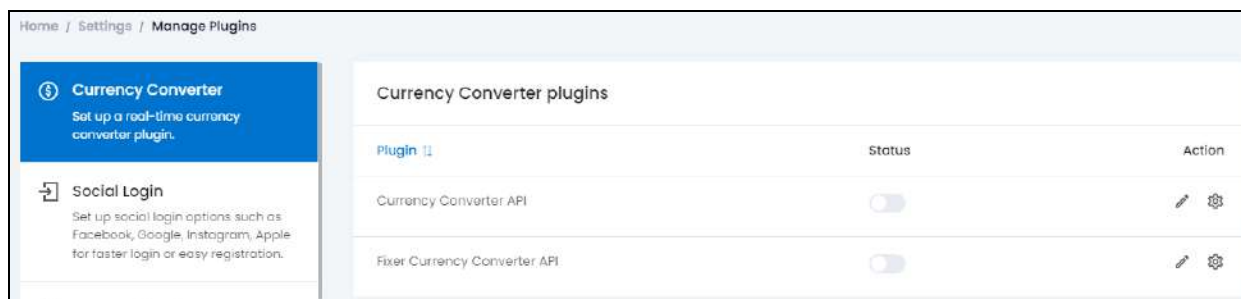 Home / Settings / Manage Plugins
Currency Converter
Set up a real-time currency
converter plugin.
Social Login
Set up social login options such as
Facebook, Google, Instagram, Apple
for faster login or easy registration.
Currency Converter plugins
Plugin Status Action
Currency Converter API
Fixer Currency Converter API